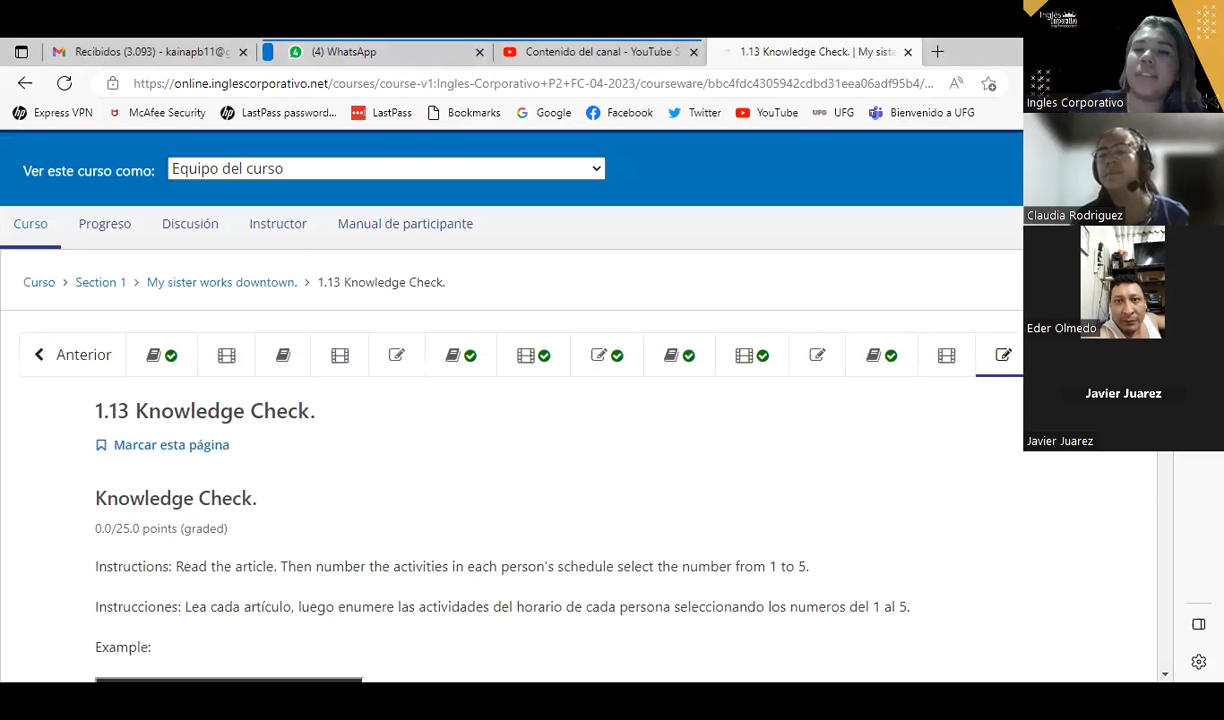 Recibidos (3.093) - kainapb11@g
(4) WhatsApp
Contenido del canal - YouTube S
1.13 Knowledge Check. | My sist
https://online.inglescorporativo.net/courses/course-v1:Ingles-Corporativo+P2+FC-04-2023/courseware/bbc4fdc4305942cdbd31eea06adf95b4/...
Express VPN
McAfee Security
LastPass password...
LastPass
Bookmarks
Google
Facebook
Twitter
YouTube
UFG
UFG
Bienvenido a UNAD
Ver este curso como:
Equipo del curso
Curso
Progreso
Discusión
Instructor
Manual de participante
Curso > Section 1 > My sister works downtown. > 1.13 Knowledge Check.
Anterior
1.13 Knowledge Check.
Marcar esta página
Knowledge Check.
0.0/25.0 points (graded)
Instructions: Read the article. Then number the activities in each person's schedule select the number from 1 to 5.
Instrucciones: Lea cada artículo, luego enumere las actividades del horario de cada persona seleccionando los numeros del 1 al 5.
Example:
Inglés
Corporativo
Ingles Corporativo
Claudia Rodriguez
Eder Olmedo
Javier Juarez
Javier Juarez